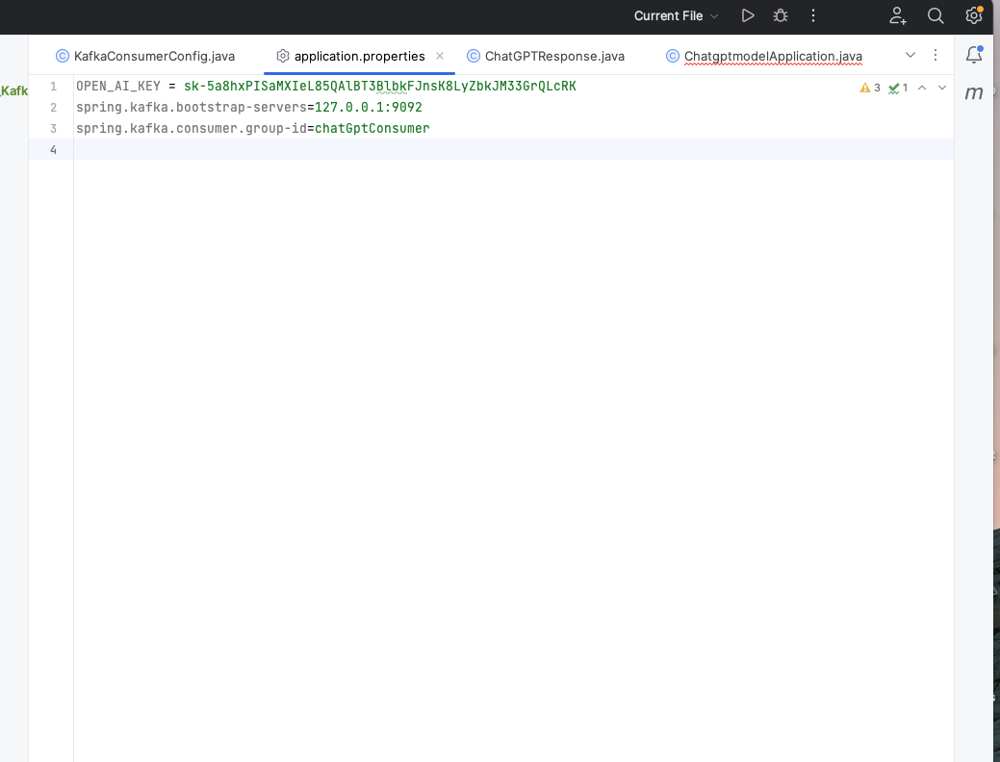 Current File
KafkaConsumerConfig.java
application.properties
ChatGPTResponse.java
ChatgptmodelApplication.java
_Kafk
1 OPEN_AI_KEY = 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
3 1
2 spring.kafka.bootstrap-servers=127.0.0.1:9092
3 spring.kafka.consumer.group-id=chatGptConsumer
4
m